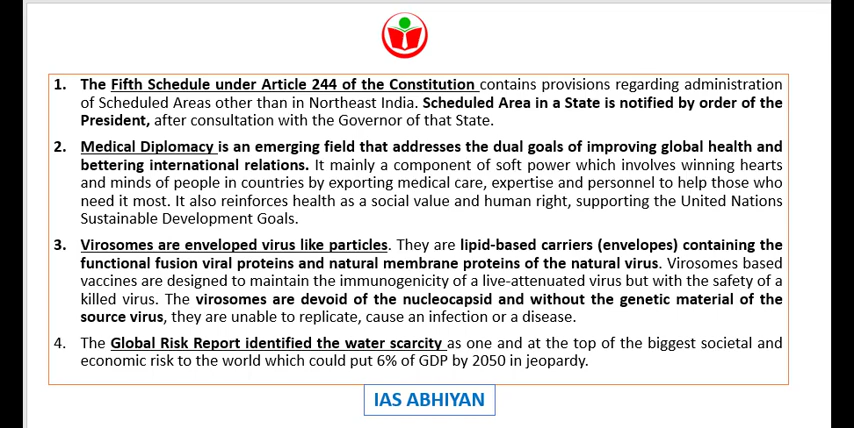 1. The Fifth Schedule under Article 244 of the Constitution contains provisions regarding administration
of Scheduled Areas other than in Northeast India. Scheduled Area in a State is notified by order of the
President, after consultation with the Governor of that State.
2. Medical Diplomacy is an emerging field that addresses the dual goals of improving global health and
bettering international relations. It mainly a component of soft power which involves winning hearts
and minds of people in countries by exporting medical care, expertise and personnel to help those who
need it most. It also reinforces health as a social value and human right, supporting the United Nations
Sustainable Development Goals.
3. Virosomes are enveloped virus like particles. They are lipid-based carriers (envelopes) containing the
functional fusion viral proteins and natural membrane proteins of the natural virus. Virosomes based
vaccines are designed to maintain the immunogenicity of a live-attenuated virus but with the safety of a
killed virus. The virosomes are devoid of the nucleocapsid and without the genetic material of the
source virus, they are unable to replicate, cause an infection or a disease.
4. The Global Risk Report identified the water scarcity as one and at the top of the biggest societal and
economic risk to the world which could put 6% of GDP by 2050 in jeopardy.
IAS ABHIYAN